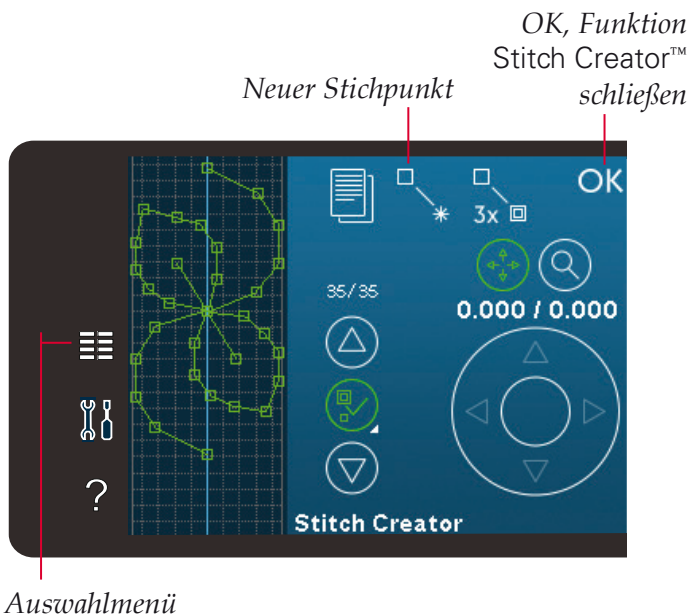 OK, Funktion
Stitch Creator™
schließen
Neuer Stichpunkt
OK
3x
35/35
0.000 / 0.000
?
Stitch Creator
Auswahlmenü